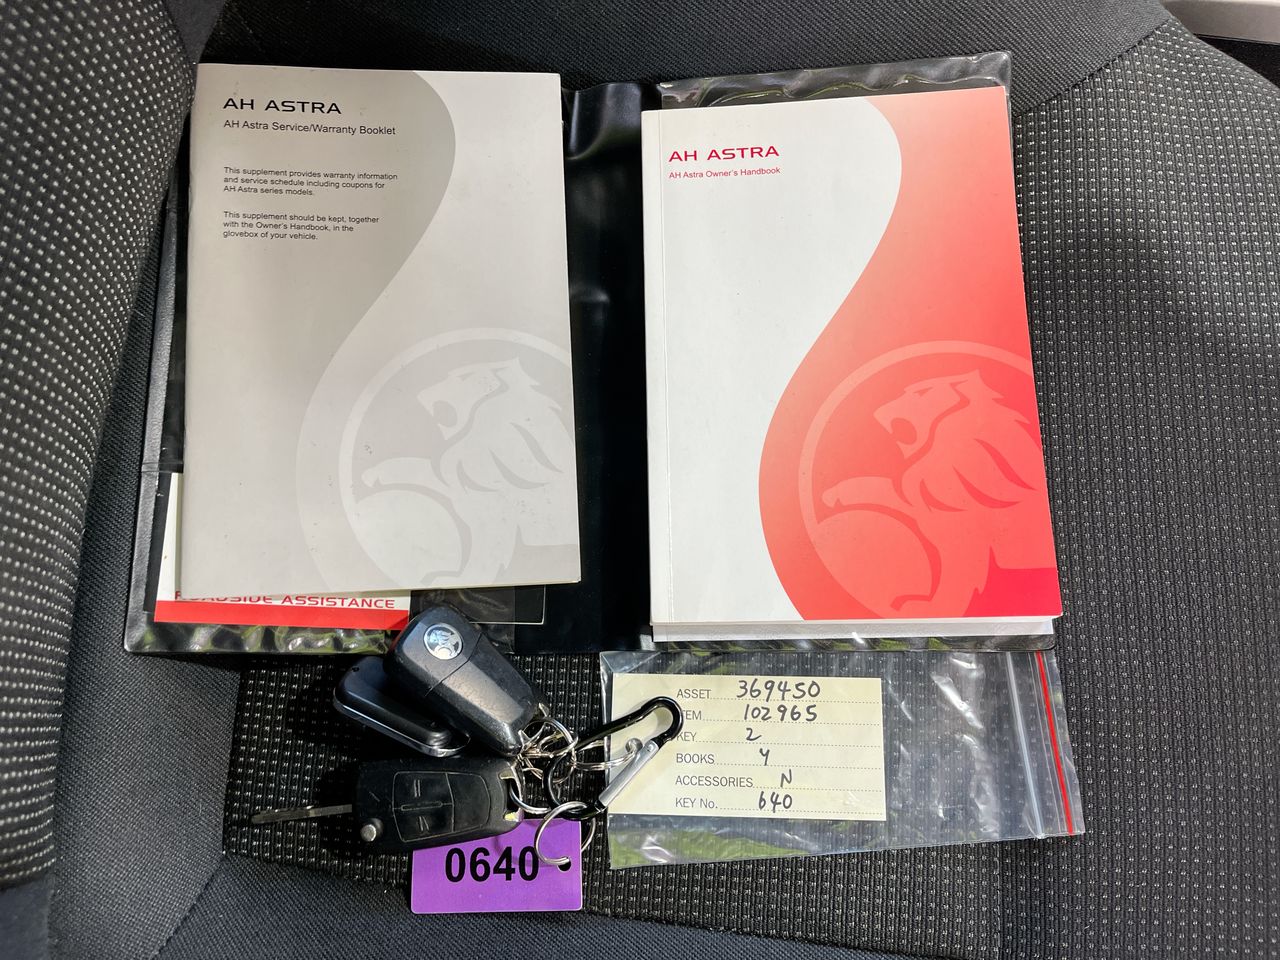 AH ASTRA
AH Astra Service/Warranty Booklet
This supplement provides warranty information
and service schedule including coupons for
AH Astra series models.
This supplement should be kept, together
with the Owner's Handbook, in the
glovebox of your vehicle.
ROADSIDE ASSISTANCE
AH ASTRA
AH Astra Owner's Handbook
ASSET 369450
ITEM 102965
KEY 2
BOOKS Y
ACCESSORIES N
KEY No. 640
0640